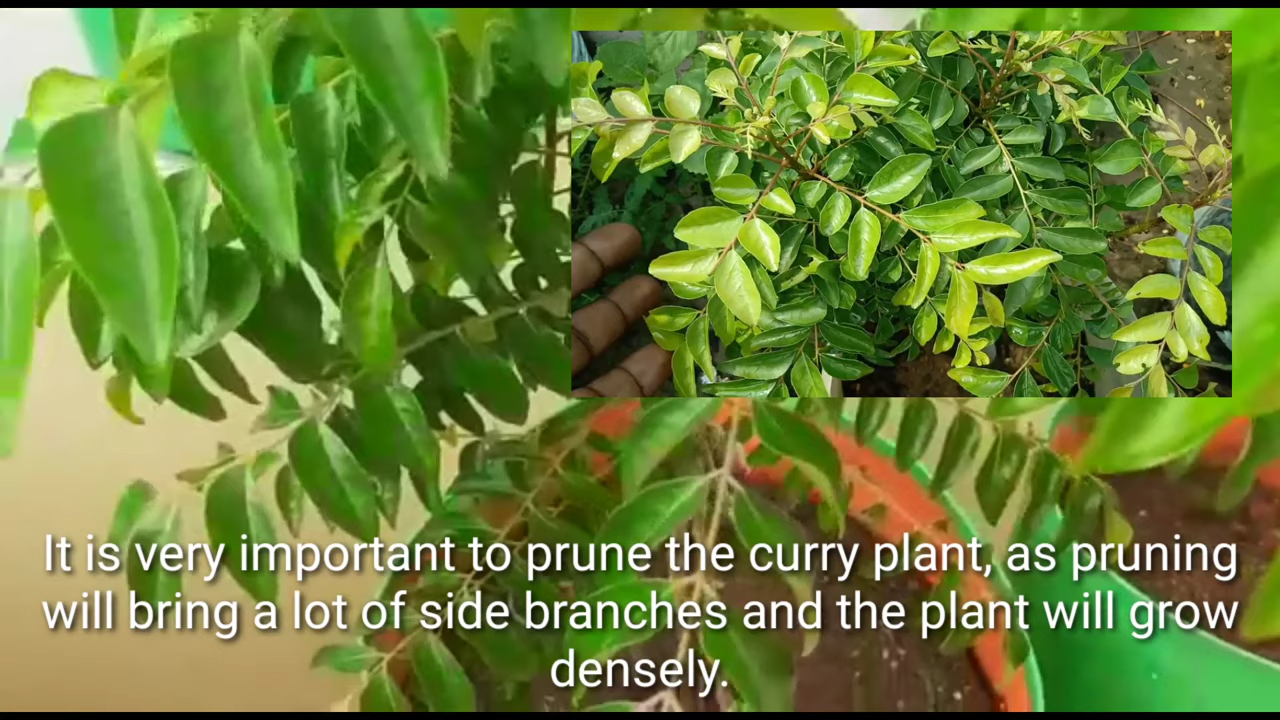 It is very important to prune the curry plant, as pruning
will bring a lot of side branches and the plant will grow
densely.